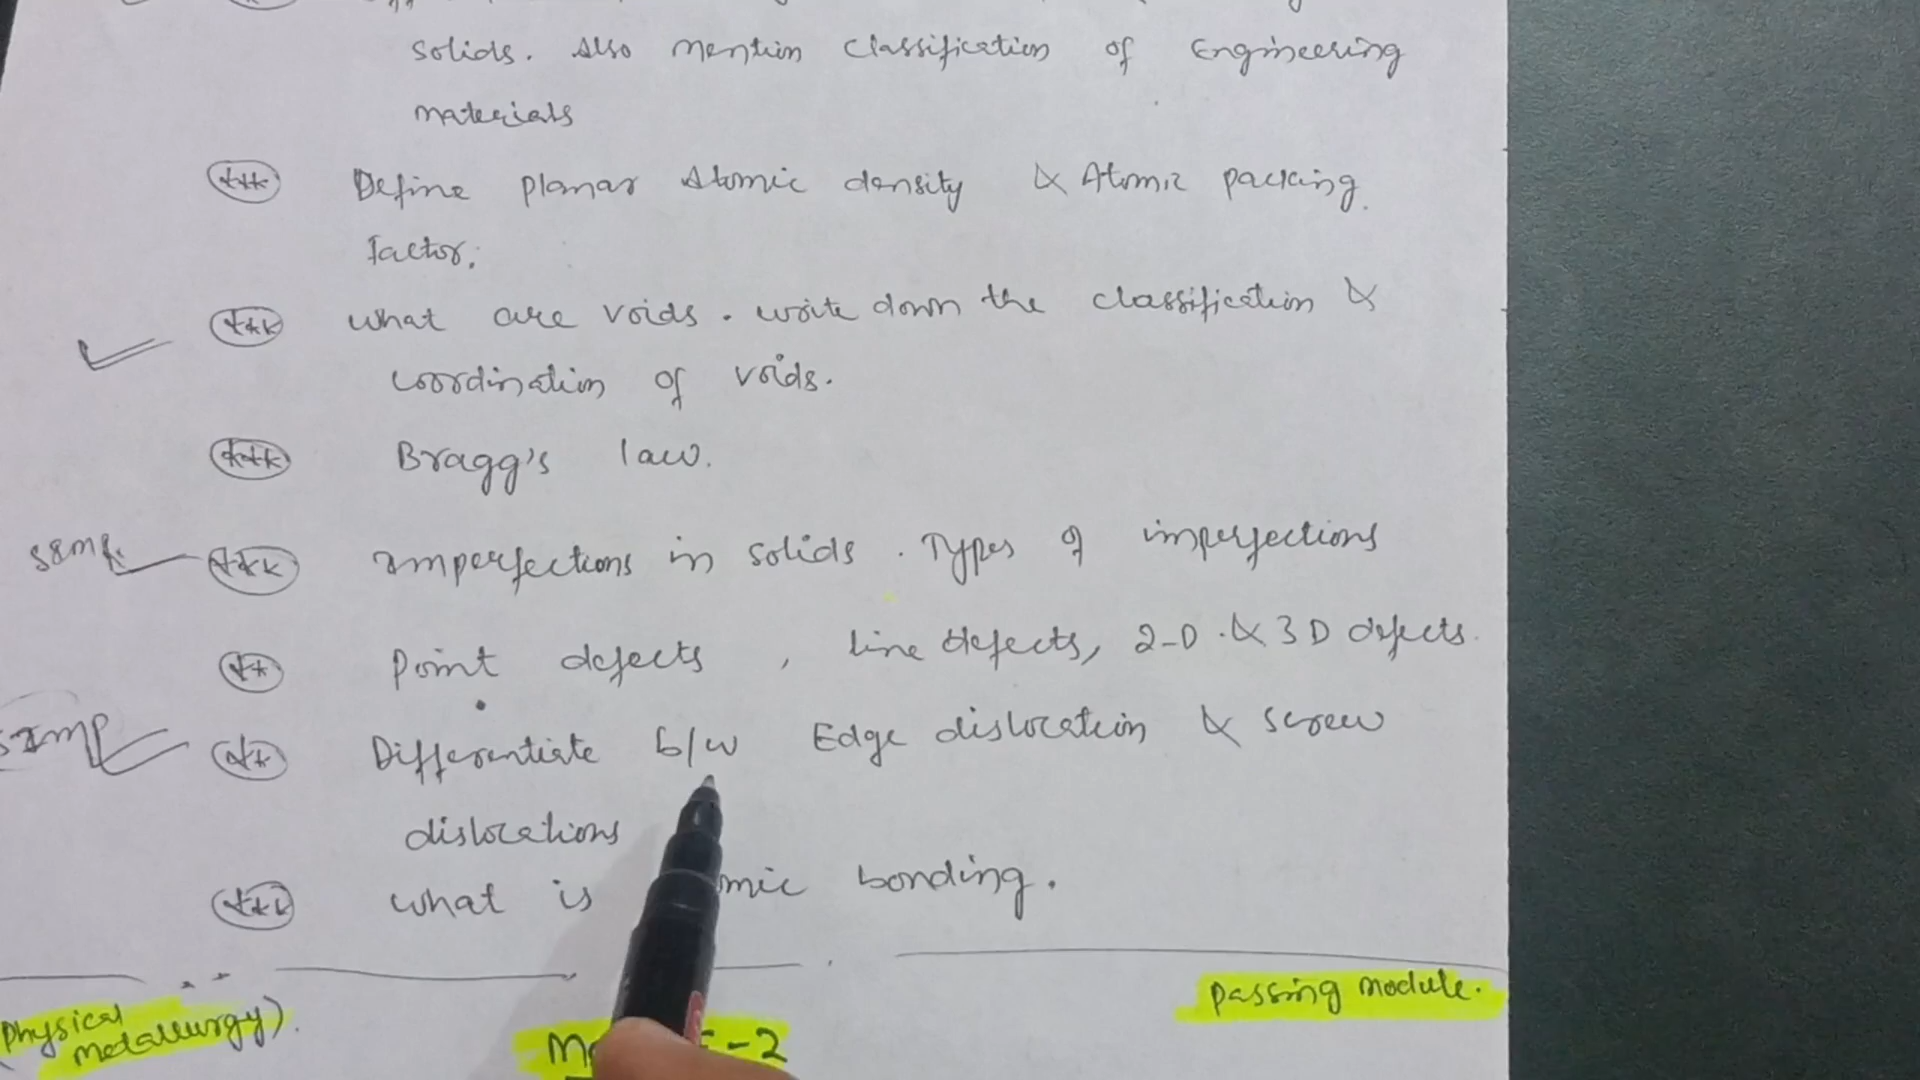 solids. Also mention classification of Engineering
materials
*** Define planar Atomic density & Atomic packing
factor.
*** what are voids. write down the classification &
coordination of voids.
*** Bragg's law.
*** Imperfections in solids. Types of imperfections
** Point defects, line defects, 2-D & 3D defects.
** Differentiate b/w Edge dislocation & screw
dislocations
*** what is bonding.
passing module.
(Physical
metallurgy).
-2